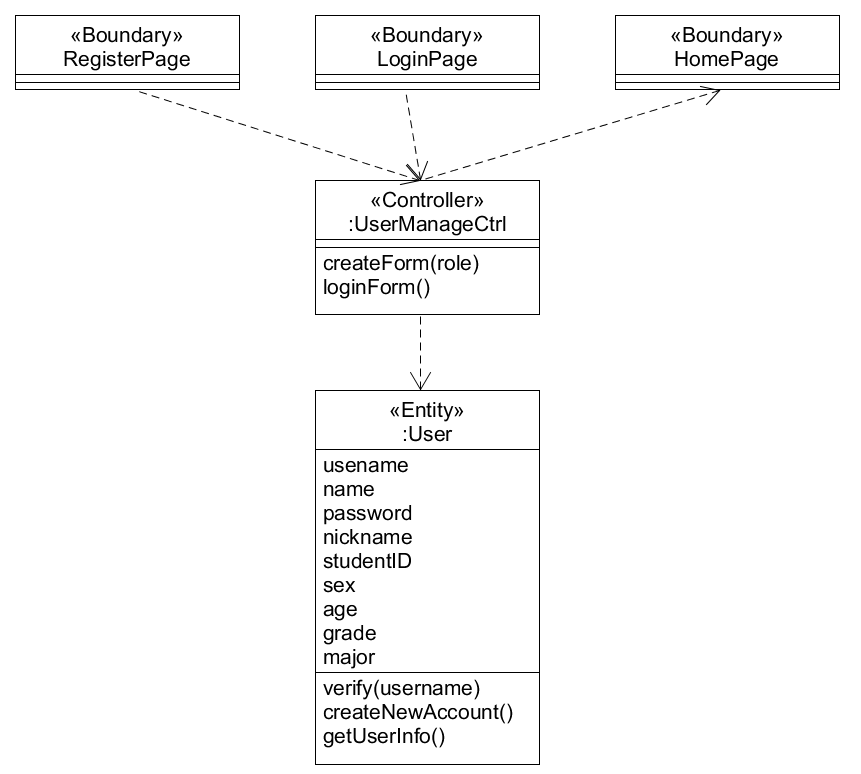 «Boundary»
RegisterPage
«Boundary»
LoginPage
«Boundary»
HomePage
«Controller»
:UserManageCtrl
createForm(role)
loginForm()
«Entity»
:User
usename
name
password
nickname
studentID
sex
age
grade
major
verify(username)
createNewAccount()
getUserInfo()